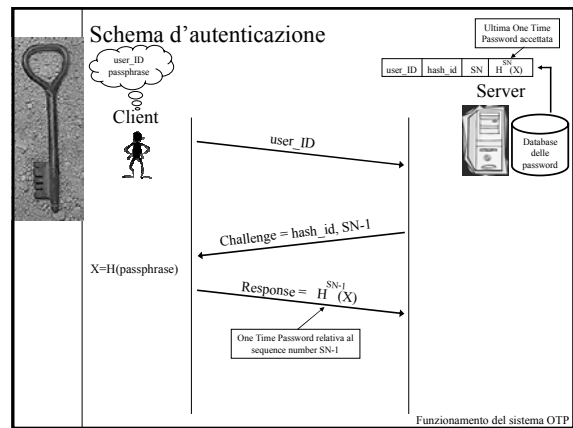 Schema d'autenticazione
user_ID
passphrase
Client
Ultima One Time
Password accettata
user_ID hash_id SN H^SN(X)
Server
Database
delle
password
user_ID
Challenge = hash_id, SN-1
X=H(passphrase)
Response = H^SN-1(X)
One Time Password relativa al
sequence number SN-1
Funzionamento del sistema OTP